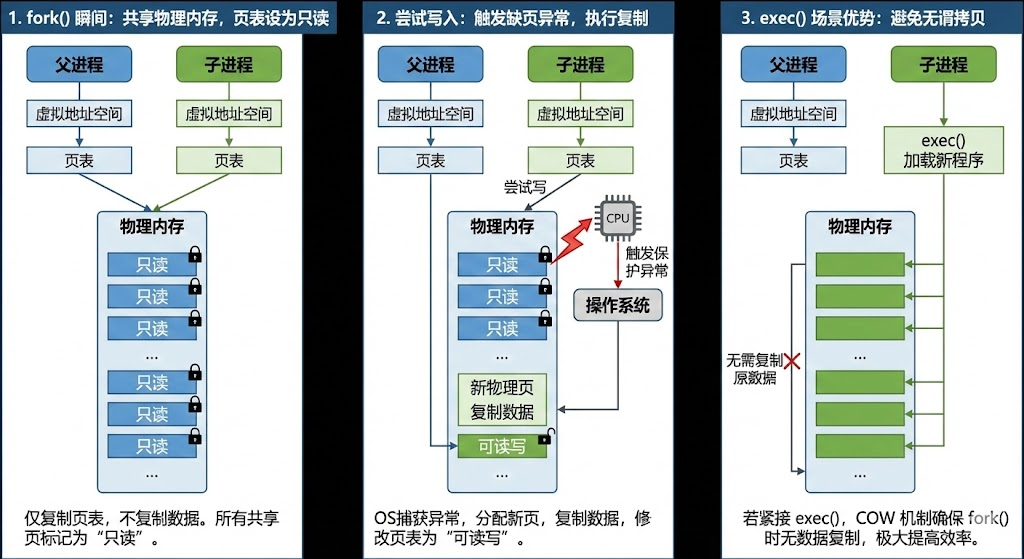 1. fork() 瞬间：共享物理内存，页表设为只读
父进程
子进程
虚拟地址空间
虚拟地址空间
页表
页表
物理内存
只读
只读
只读
...
只读
只读
只读
...
仅复制页表，不复制数据。所有共享
页标记为“只读”。
2. 尝试写入：触发缺页异常，执行复制
父进程
子进程
虚拟地址空间
虚拟地址空间
页表
页表
尝试写
物理内存
CPU
只读
只读
只读
...
触发保
护异常
操作系统
新物理页
复制数据
可读写
...
OS捕获异常，分配新页，复制数据，修
改页表为“可读写”。
3. exec() 场景优势：避免无谓拷贝
父进程
子进程
虚拟地址空间
页表
exec()
加载新程序
物理内存
...
无需复制
原数据
...
若紧接 exec()，COW 机制确保 fork()
时无数据复制，极大提高效率。